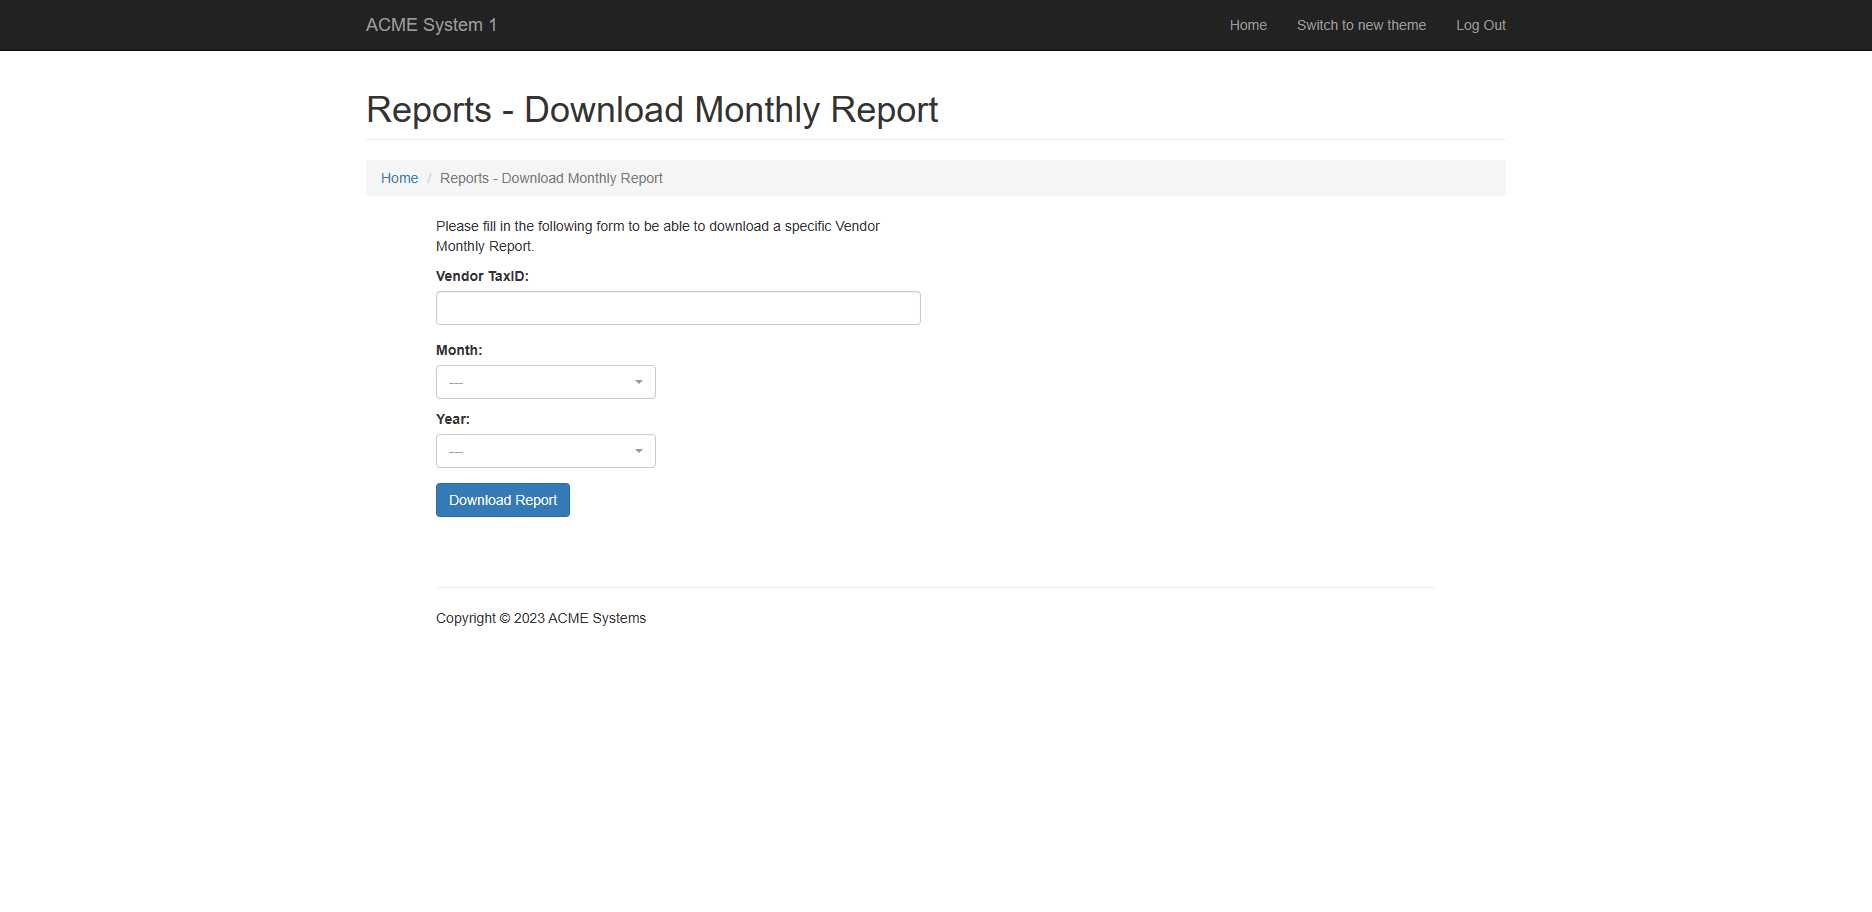 ACME System 1
Home
Switch to new theme
Log Out
Reports - Download Monthly Report
Home / Reports - Download Monthly Report
Please fill in the following form to be able to download a specific Vendor
Monthly Report.
Vendor TaxID:
Month:
---
Year:
---
Download Report
Copyright © 2023 ACME Systems